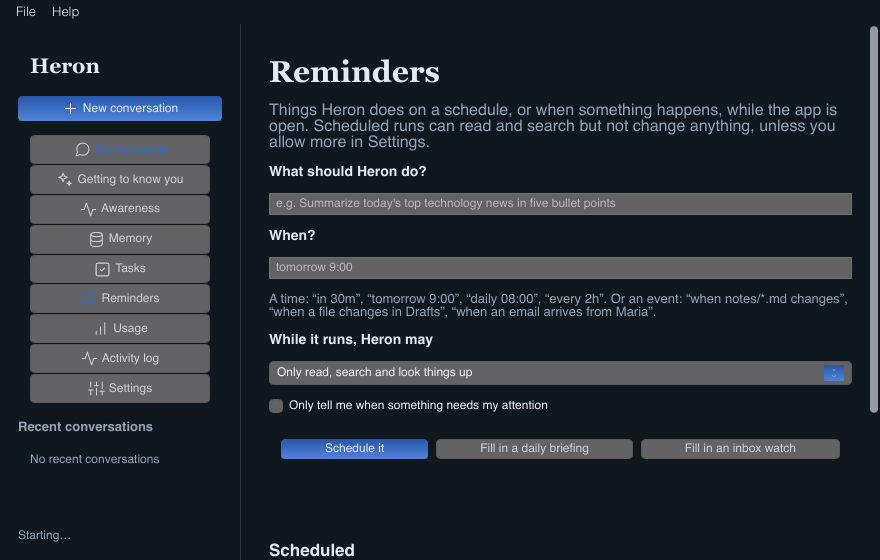 File Help
Heron
New conversation
Conversation
Getting to know you
Awareness
Memory
Tasks
Reminders
Usage
Activity log
Settings
Recent conversations
No recent conversations
Starting…
Reminders
Things Heron does on a schedule, or when something happens, while the app is
open. Scheduled runs can read and search but not change anything, unless you
allow more in Settings.
What should Heron do?
e.g. Summarize today's top technology news in five bullet points
When?
tomorrow 9:00
A time: “in 30m”, “tomorrow 9:00”, “daily 08:00”, “every 2h”. Or an event: “when notes/*.md changes”,
“when a file changes in Drafts”, “when an email arrives from Maria”.
While it runs, Heron may
Only read, search and look things up
Only tell me when something needs my attention
Schedule it
Fill in a daily briefing
Fill in an inbox watch
Scheduled